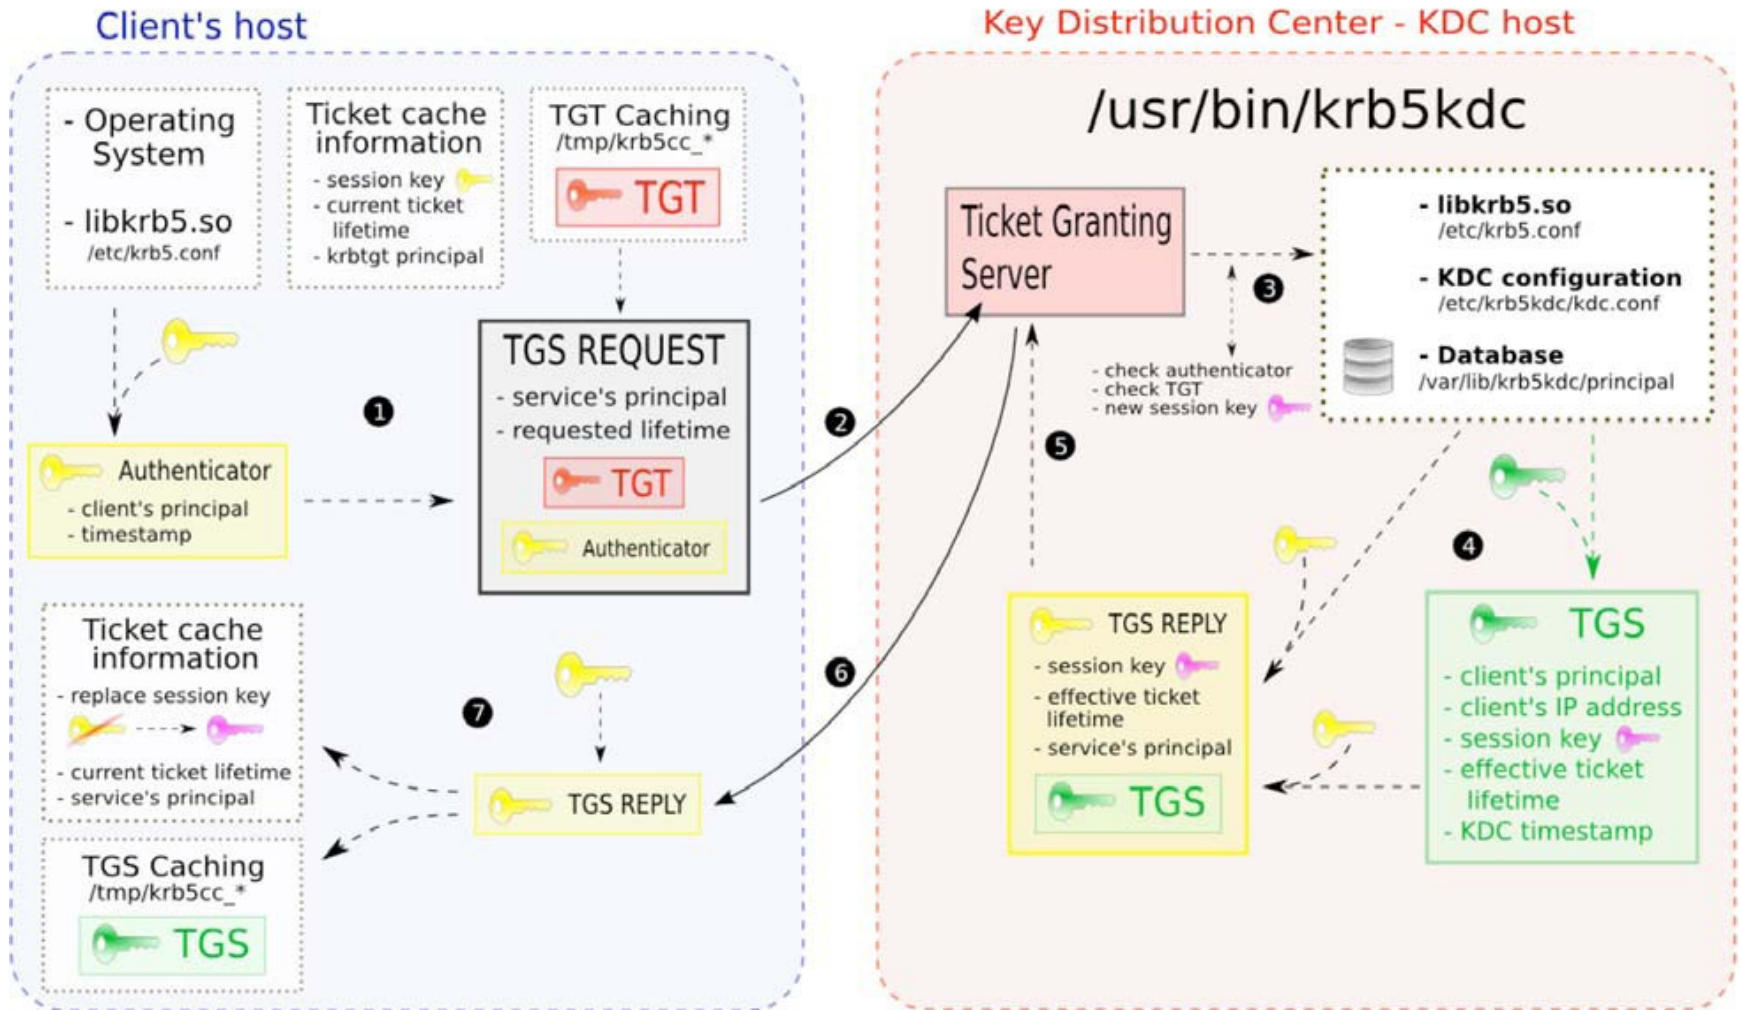 Client's host
- Operating
System
- libkrb5.so
/etc/krb5.conf
Ticket cache
information
- session key
- current ticket
lifetime
- krbtgt principal
TGT Caching
/tmp/krb5cc_*
TGT
TGS REQUEST
- service's principal
- requested lifetime
TGT
Authenticator
1
Authenticator
- client's principal
- timestamp
Ticket cache
information
- replace session key
- current ticket lifetime
- service's principal
7
TGS REPLY
TGS Caching
/tmp/krb5cc_*
TGS
2
6
Key Distribution Center - KDC host
/usr/bin/krb5kdc
Ticket Granting
Server
3
- check authenticator
- check TGT
- new session key
- libkrb5.so
/etc/krb5.conf
- KDC configuration
/etc/krb5kdc/kdc.conf
- Database
/var/lib/krb5kdc/principal
5
4
TGS REPLY
- session key
- effective ticket
lifetime
- service's principal
TGS
TGS
- client's principal
- client's IP address
- session key
- effective ticket
lifetime
- KDC timestamp